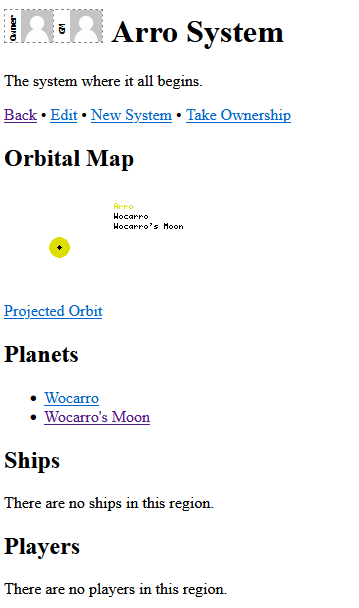 Owner GM Arro System
The system where it all begins.
Back • Edit • New System • Take Ownership
Orbital Map
Arro
Wocarro
Wocarro's Moon
Projected Orbit
Planets
• Wocarro
• Wocarro's Moon
Ships
There are no ships in this region.
Players
There are no players in this region.